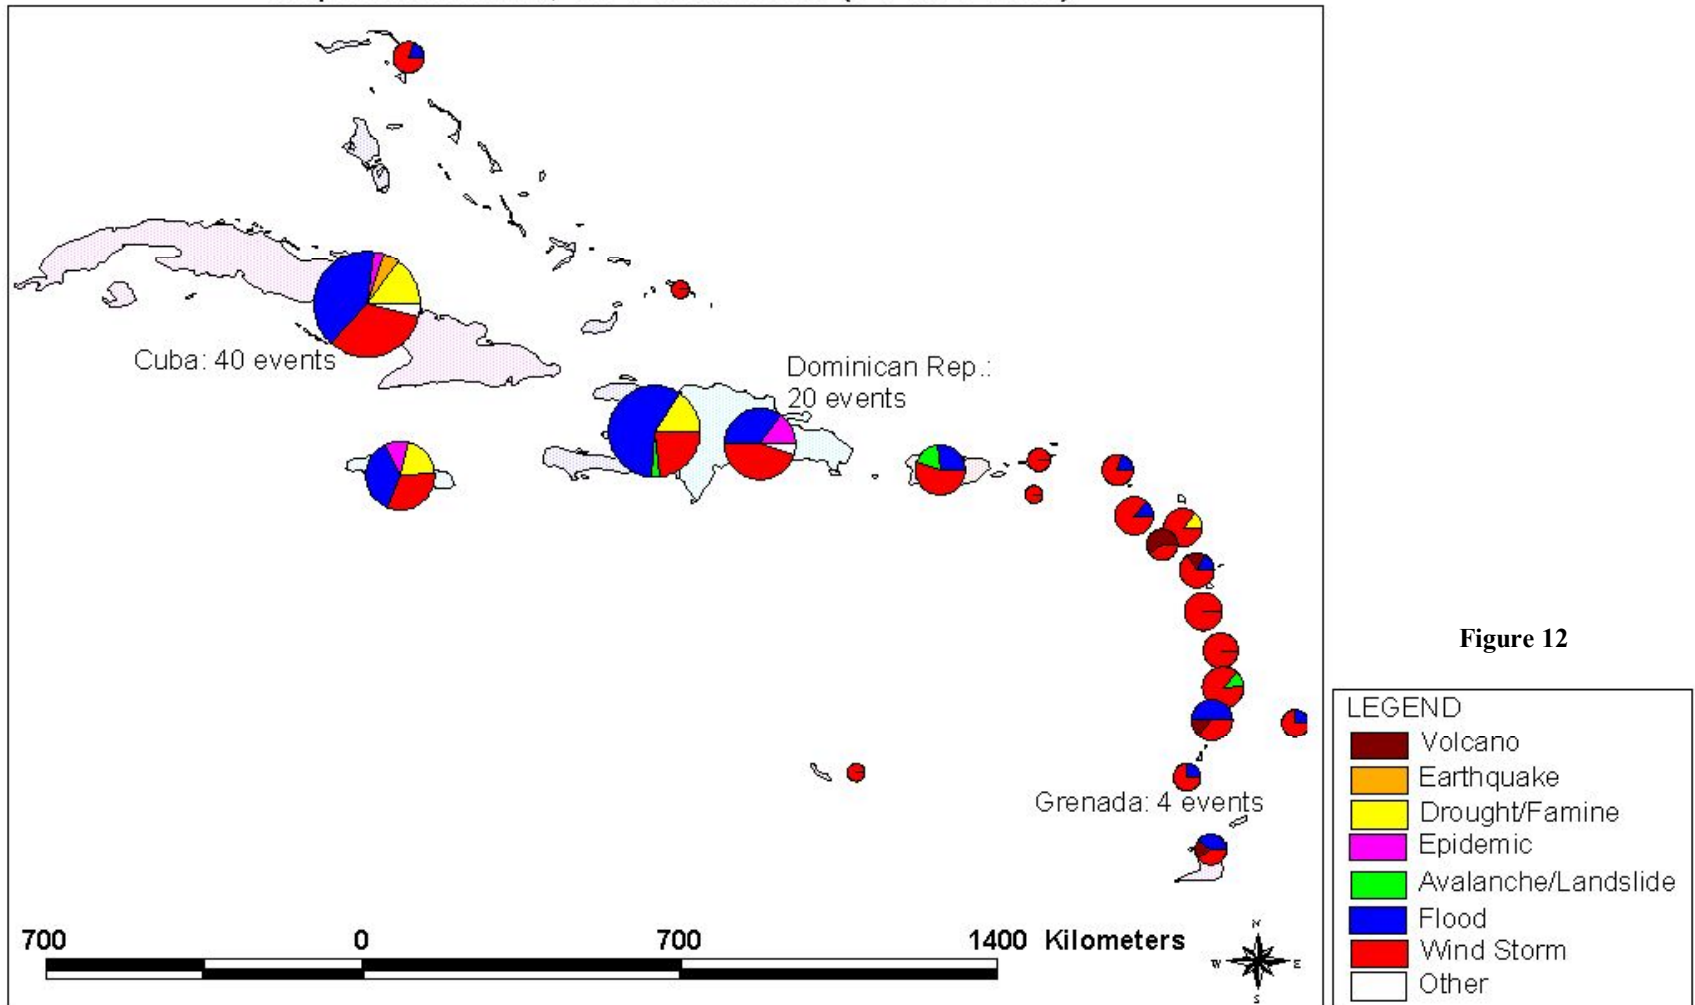 Cuba: 40 events
Dominican Rep.:
20 events
Grenada: 4 events
700 0 700 1400 Kilometers
N
W E
S
Figure 12
LEGEND
Volcano
Earthquake
Drought/Famine
Epidemic
Avalanche/Landslide
Flood
Wind Storm
Other